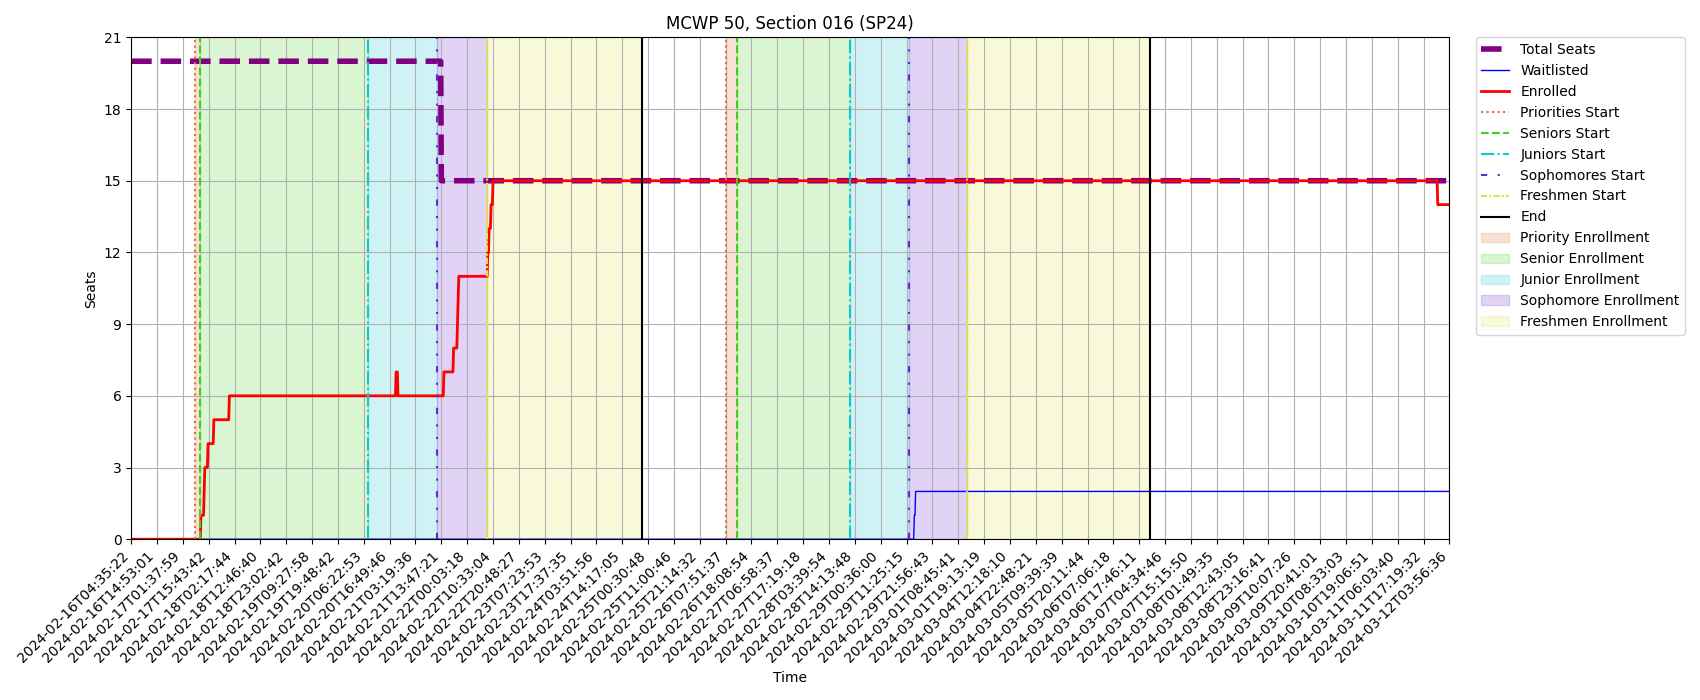 MCWP 50, Section 016 (SP24)
21
18
15
12
9
6
3
0
Seats
2024-02-16T04:35:22
2024-02-16T14:53:01
2024-02-17T01:37:59
2024-02-17T15:43:42
2024-02-18T02:17:44
2024-02-18T12:46:40
2024-02-18T23:02:42
2024-02-19T09:27:58
2024-02-19T19:48:42
2024-02-20T06:22:53
2024-02-20T16:49:46
2024-02-21T03:19:36
2024-02-21T13:47:21
2024-02-22T00:03:18
2024-02-22T10:33:04
2024-02-22T20:48:27
2024-02-23T07:23:53
2024-02-23T17:37:35
2024-02-24T03:51:56
2024-02-24T14:17:05
2024-02-25T00:30:48
2024-02-25T11:00:46
2024-02-25T21:14:32
2024-02-26T07:51:37
2024-02-26T18:08:54
2024-02-27T06:58:37
2024-02-27T17:19:18
2024-02-28T03:39:54
2024-02-28T14:13:48
2024-02-29T00:36:00
2024-02-29T11:25:15
2024-02-29T21:56:43
2024-03-01T08:45:41
2024-03-01T19:13:19
2024-03-04T12:18:10
2024-03-04T22:48:21
2024-03-05T09:39:39
2024-03-05T20:11:44
2024-03-06T07:06:18
2024-03-06T17:46:11
2024-03-07T04:34:46
2024-03-07T15:15:50
2024-03-08T01:49:35
2024-03-08T12:43:05
2024-03-08T23:16:41
2024-03-09T10:07:26
2024-03-09T20:41:01
2024-03-10T08:33:03
2024-03-10T19:06:51
2024-03-11T06:03:40
2024-03-11T17:19:32
2024-03-12T03:56:36
Time
Total Seats
Waitlisted
Enrolled
Priorities Start
Seniors Start
Juniors Start
Sophomores Start
Freshmen Start
End
Priority Enrollment
Senior Enrollment
Junior Enrollment
Sophomore Enrollment
Freshmen Enrollment